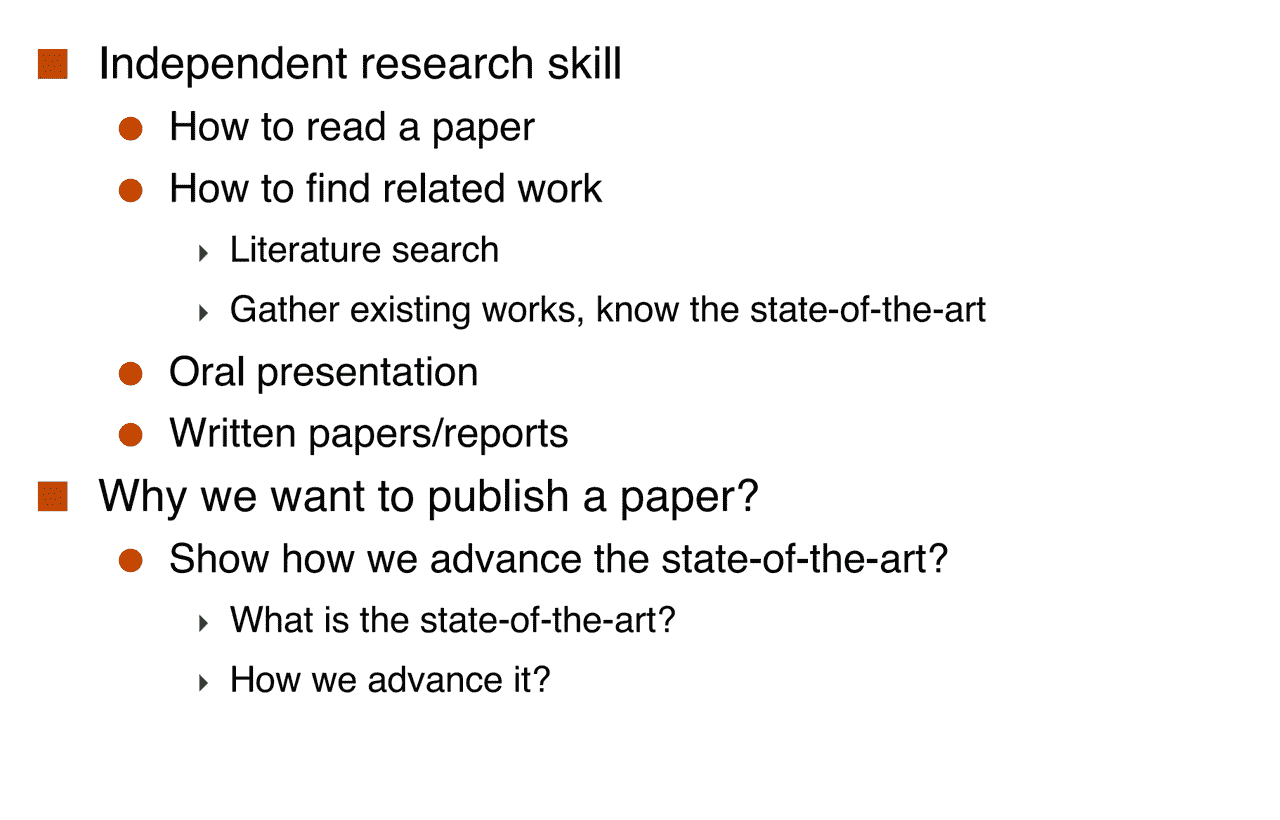 Independent research skill
How to read a paper
How to find related work
Literature search
Gather existing works, know the state-of-the-art
Oral presentation
Written papers/reports
Why we want to publish a paper?
Show how we advance the state-of-the-art?
What is the state-of-the-art?
How we advance it?